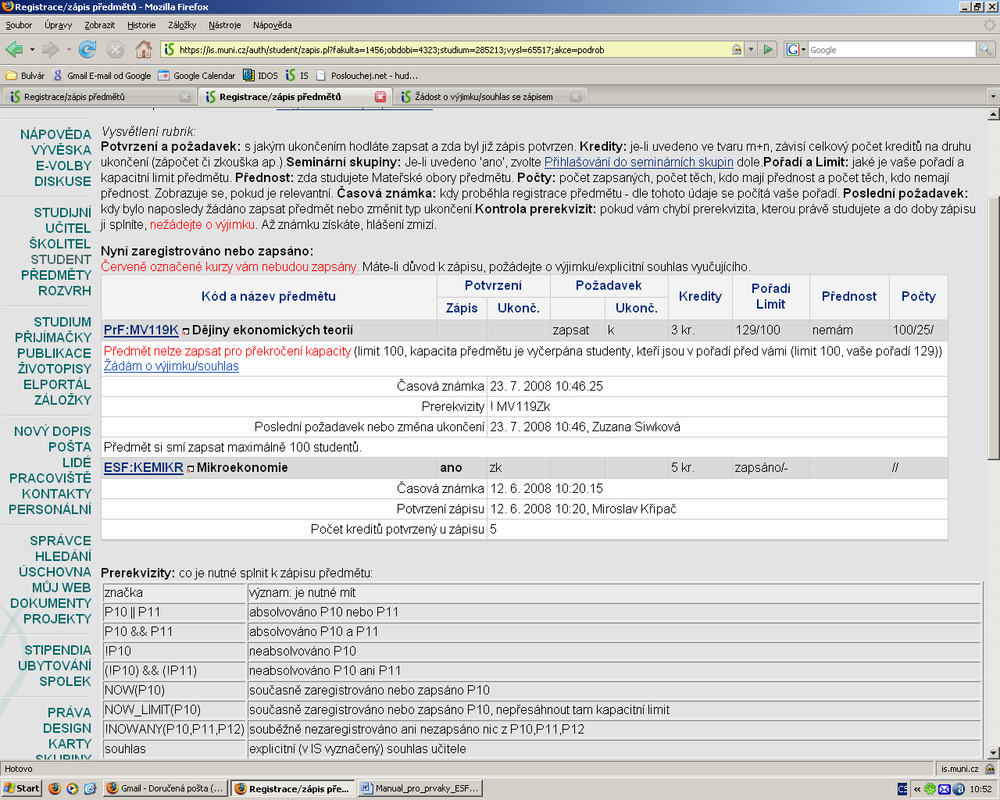 Registrace/zápis předmětů - Mozilla Firefox
Soubor Úpravy Zobrazit Historie Záložky Nástroje Nápověda
https://is.muni.cz/auth/student/zapis.pl?fakulta=1456;obdobi=4323;studium=285213;vysl=65517;akce=podrob
Google
Bulvár Gmail E-mail od Google Google Calendar IDOS IS Poslouchej.net - hud...
Registrace/zápis předmětů Registrace/zápis předmětů Žádost o výjimku/souhlas se zápisem
NÁPOVĚDA
VÝVĚSKA
E-VOLBY
DISKUSE
STUDIJNÍ
UČITEL
ŠKOLITEL
STUDENT
PŘEDMĚTY
ROZVRH
STUDIUM
PŘIJÍMAČKY
PUBLIKACE
ŽIVOTOPISY
ELPORTÁL
ZÁLOŽKY
NOVÝ DOPIS
POŠTA
LIDÉ
PRACOVIŠTĚ
KONTAKTY
PERSONÁLNÍ
SPRÁVCE
HLEDÁNÍ
ÚSCHOVNA
MŮJ WEB
DOKUMENTY
PROJEKTY
STIPENDIA
UBYTOVÁNÍ
SPOLEK
PRÁVA
DESIGN
KARTY
SKUPINY
Vysvětlení rubrik:
Potvrzení a požadavek: s jakým ukončením hodláte zapsat a zda byl již zápis potvrzen. Kredity: je-li uvedeno ve tvaru m+n, závisí celkový počet kreditů na druhu
ukončení (zápočet či zkouška ap.).Seminární skupiny: Je-li uvedeno 'ano', zvolte Přihlašování do seminárních skupin dole.Pořadí a Limit: jaké je vaše pořadí a
kapacitní limit předmětu. Přednost: zda studujete Mateřské obory předmětu. Počty: počet zapsaných, počet těch, kdo mají přednost a počet těch, kdo nemají
přednost. Zobrazuje se, pokud je relevantní. Časová známka: kdy proběhla registrace předmětu - dle tohoto údaje se počítá vaše pořadí. Poslední požadavek:
kdy bylo naposledy žádáno zapsat předmět nebo změnit typ ukončení.Kontrola prerekvizit: pokud vám chybí prerekvizita, kterou právě studujete a do doby zápisu
ji splníte, nežádejte o výjimku. Až známku získáte, hlášení zmizí.
Nyní zaregistrováno nebo zapsáno:
Červeně označené kurzy vám nebudou zapsány. Máte-li důvod k zápisu, požádejte o výjimku/explicitní souhlas vyučujícího.
Kód a název předmětu Potvrzení Požadavek Kredity Pořadí Limit Přednost Počty
Zápis Ukonč. Ukonč.
PrF:MV119K Dějiny ekonomických teorií zapsat k 3 kr. 129/100 nemám 100/25/
Předmět nelze zapsat pro překročení kapacity (limit 100, kapacita předmětu je vyčerpána studenty, kteří jsou v pořadí před vámi (limit 100, vaše pořadí 129))
Žádám o výjimku/souhlas
Časová známka 23. 7. 2008 10:46.25
Prerekvizity ! MV119Zk
Poslední požadavek nebo změna ukončení 23. 7. 2008 10:46, Zuzana Siwková
Předmět si smí zapsat maximálně 100 studentů.
ESF:KEMIKR Mikroekonomie ano zk 5 kr. zapsáno/- //
Časová známka 12. 6. 2008 10:20.15
Potvrzení zápisu 12. 6. 2008 10:20, Miroslav Křipač
Počet kreditů potvrzený u zápisu 5
Prerekvizity: co je nutné splnit k zápisu předmětu:
značka význam: je nutné mít
P10 || P11 absolvováno P10 nebo P11
P10 && P11 absolvováno P10 a P11
!P10 neabsolvováno P10
(!P10) && (!P11) neabsolvováno P10 ani P11
NOW(P10) současně zaregistrováno nebo zapsáno P10
NOW_LIMIT(P10) současně zaregistrováno nebo zapsáno P10, nepřesáhnout tam kapacitní limit
!NOWANY(P10,P11,P12) souběžně nezaregistrováno ani nezapsáno nic z P10,P11,P12
souhlas explicitní (v IS vyznačený) souhlas učitele
Hotovo is.muni.cz
Start Gmail - Doručená pošta (... Registrace/zápis pře... Manual_pro_prvaky_ESF... CS « 10:52